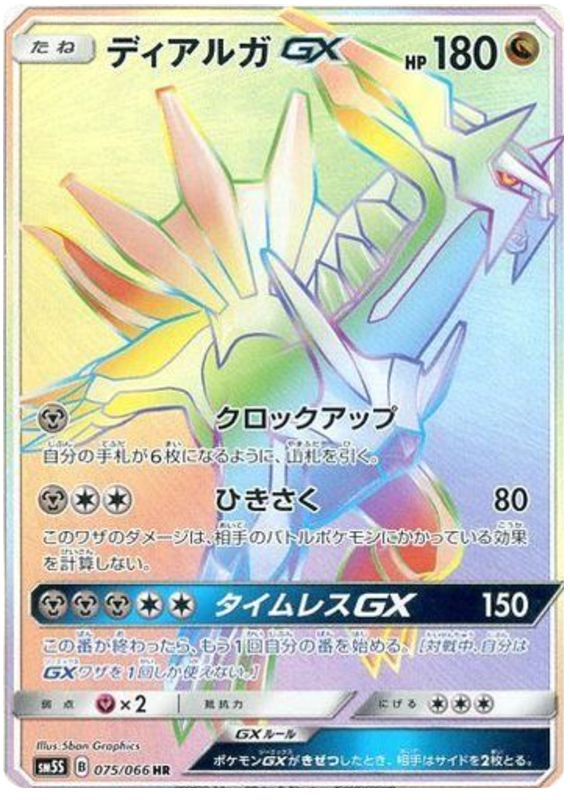 たね ディアルガGX HP 180
クロックアップ
自分の手札が6枚になるように、山札を引く。
ひきさく 80
このワザのダメージは、相手のバトルポケモンにかかっている効果
を計算しない。
タイムレスGX 150
この番が終わったら、もう1回自分の番を始める。[対戦中、自分は
GXワザを1回しか使えない。]
弱点 ×2 抵抗力 にげる
GXルール
Illus.5ban Graphics
ポケモンGXがきぜつしたとき、相手はサイドを2枚とる。
SM5S B 075/066 HR